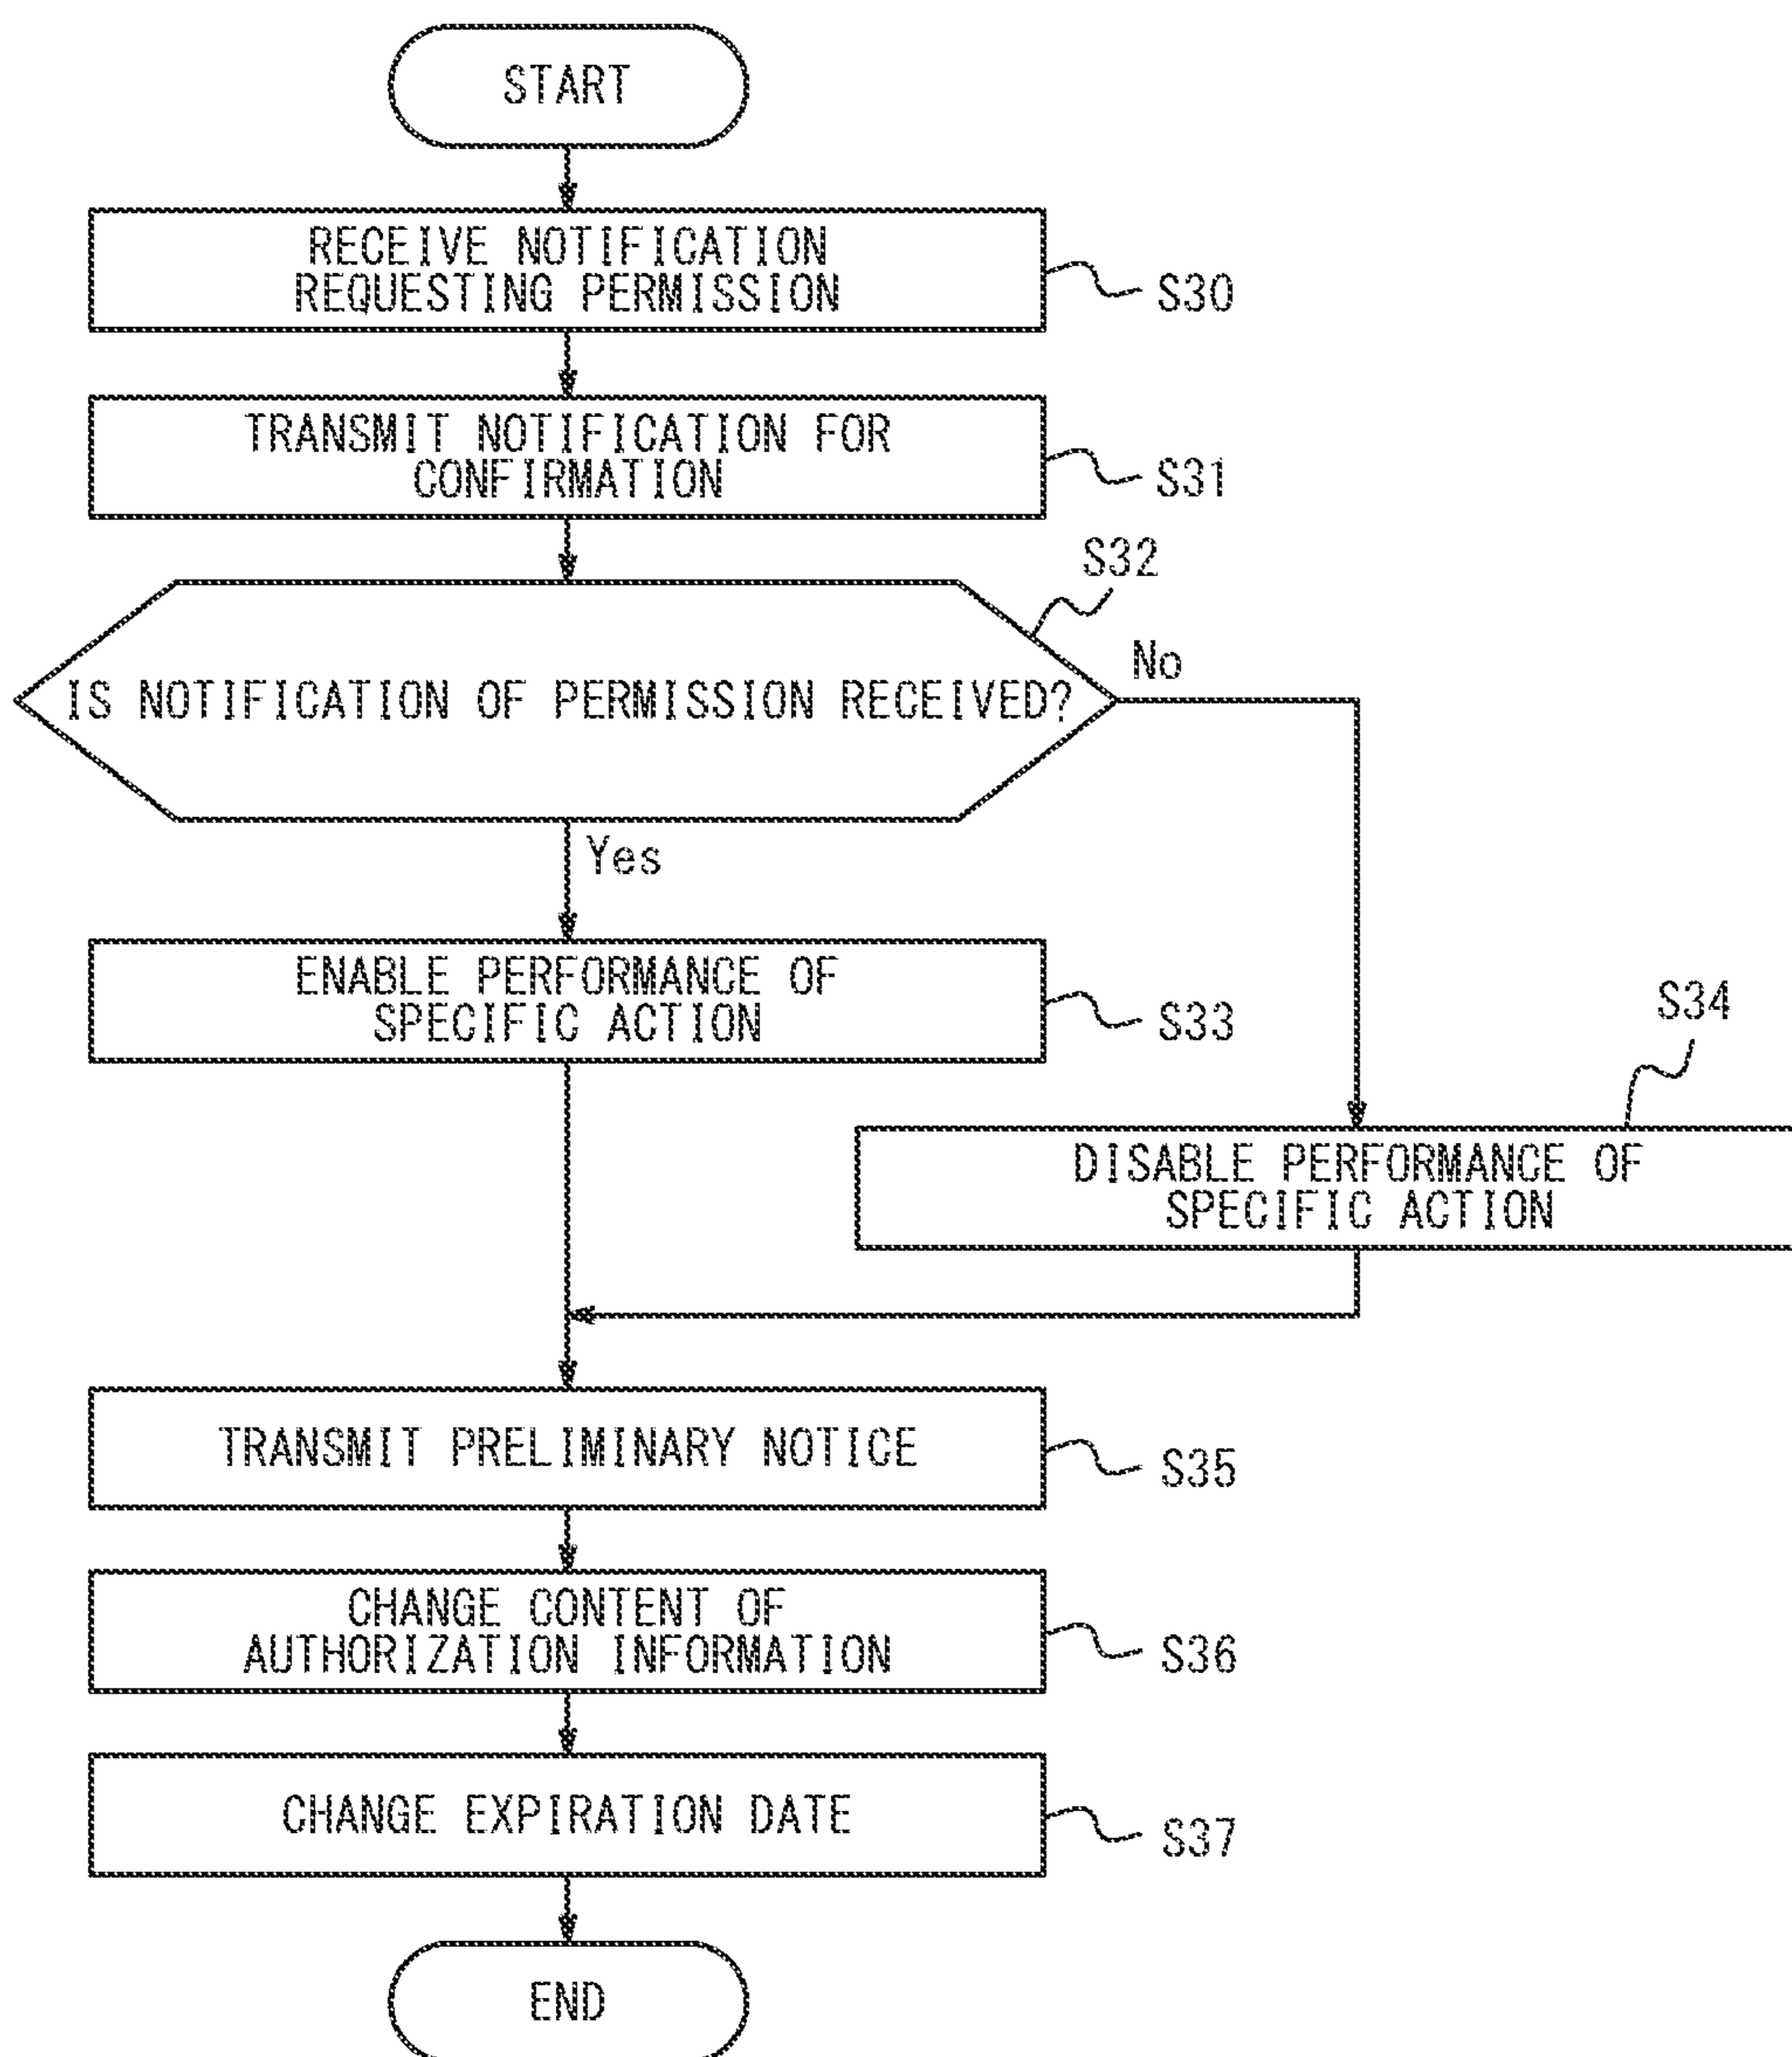 START
RECEIVE NOTIFICATION
REQUESTING PERMISSION
S30
TRANSMIT NOTIFICATION FOR
CONFIRMATION
S31
S32
IS NOTIFICATION OF PERMISSION RECEIVED?
No
Yes
ENABLE PERFORMANCE OF
SPECIFIC ACTION
S33
S34
DISABLE PERFORMANCE OF
SPECIFIC ACTION
TRANSMIT PRELIMINARY NOTICE
S35
CHANGE CONTENT OF
AUTHORIZATION INFORMATION
S36
CHANGE EXPIRATION DATE
S37
END